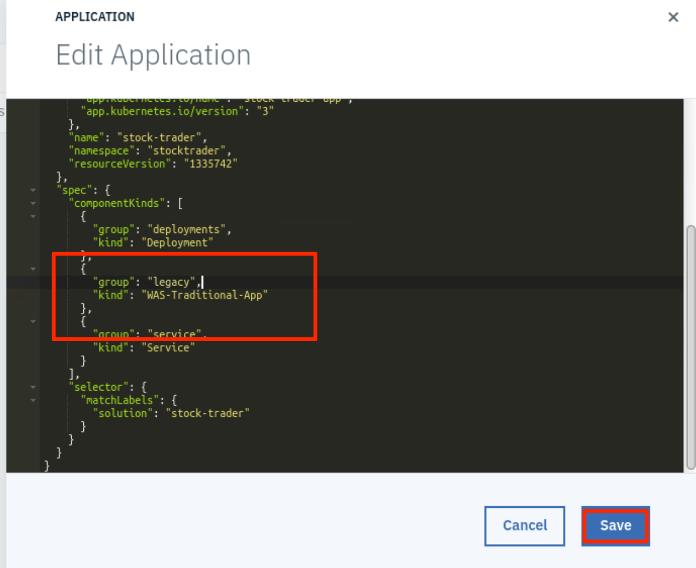 APPLICATION
×
Edit Application
"app.kubernetes.io/name": "stock-trader-app",
"app.kubernetes.io/version": "3"
},
"name": "stock-trader",
"namespace": "stocktrader",
"resourceVersion": "1335742"
},
"spec": {
"componentKinds": [
{
"group": "deployments",
"kind": "Deployment"
},
{
"group": "legacy",
"kind": "WAS-Traditional-App"
},
{
"group": "service",
"kind": "Service"
}
],
"selector": {
"matchLabels": {
"solution": "stock-trader"
}
}
}
}
Cancel
Save